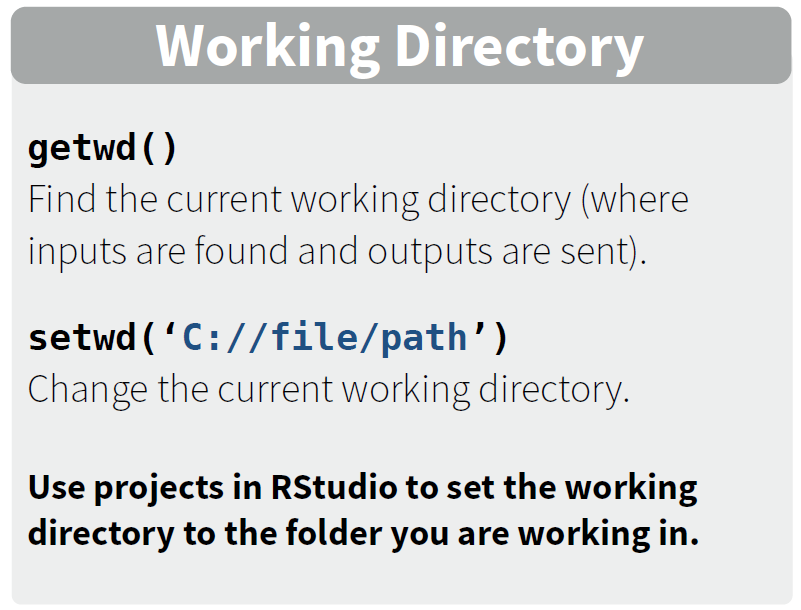 Working Directory
getwd()
Find the current working directory (where
inputs are found and outputs are sent).
setwd(‘C://file/path’)
Change the current working directory.
Use projects in RStudio to set the working
directory to the folder you are working in.